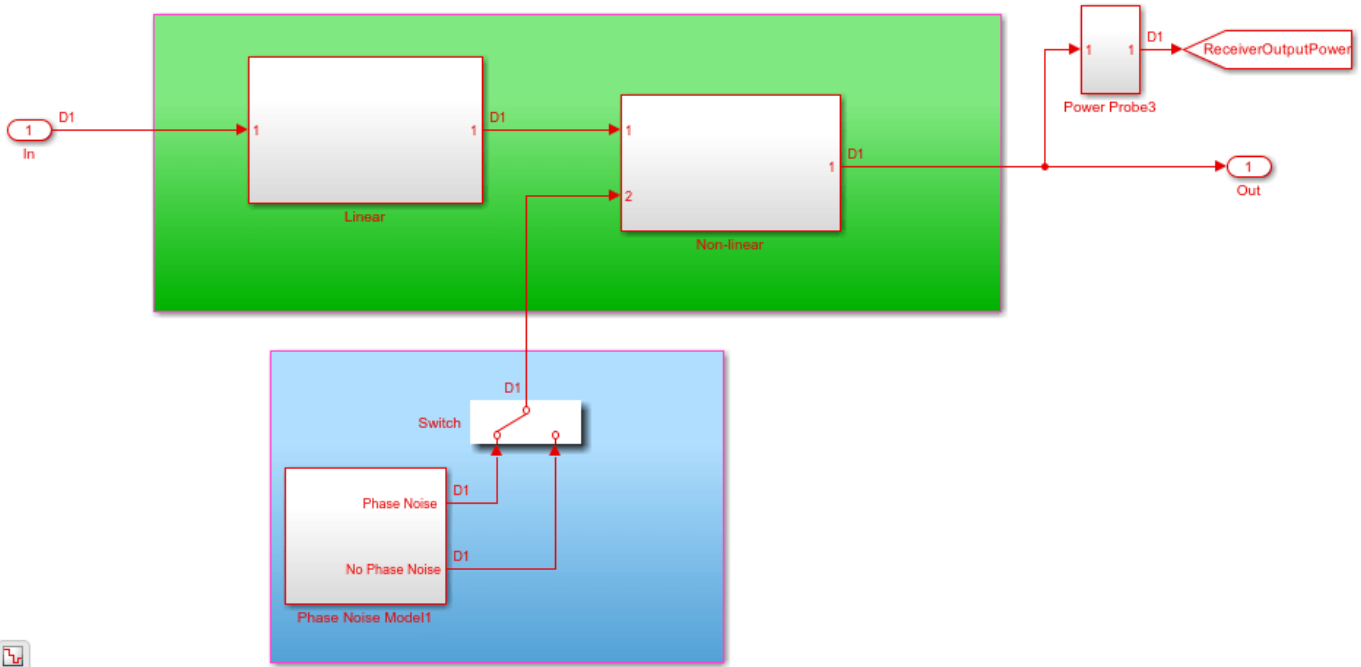 D1
1
ReceiverOutputPower
1
1
Power Probe3
D1
1
In
1
1
Linear
D1
1
2
1
Non-linear
D1
1
Out
D1
Switch
Phase Noise
D1
No Phase Noise
D1
Phase Noise Model1